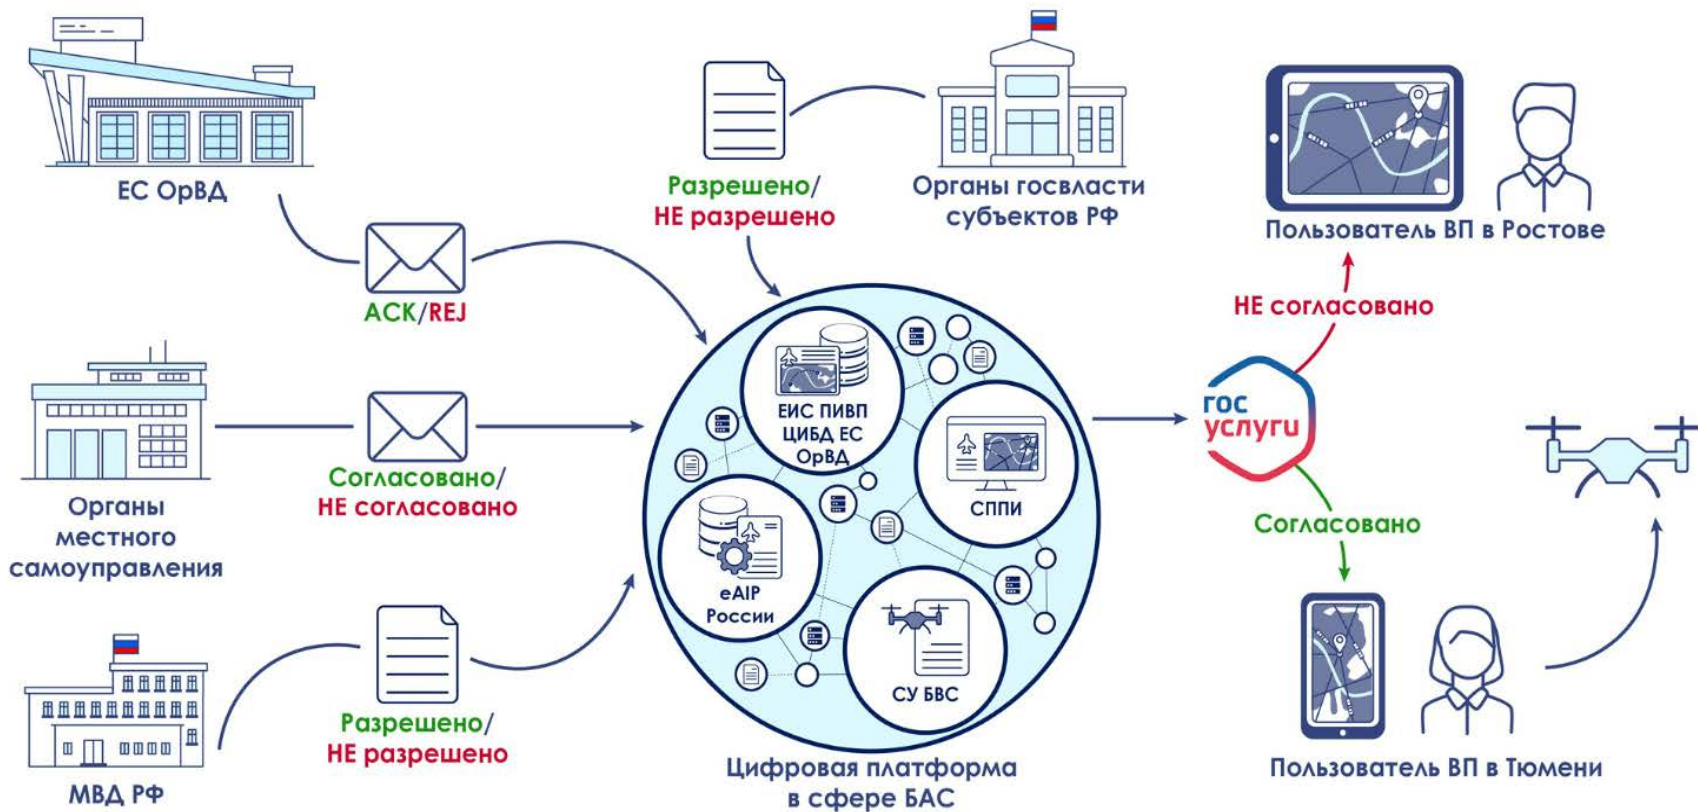 ЕС ОрВД
ACK/REJ
Органы
местного
самоуправления
Согласовано/
НЕ согласовано
МВД РФ
Разрешено/
НЕ разрешено
Разрешено/
НЕ разрешено
Органы госвласти
субъектов РФ
ЕИС ПИВП
ЦИБД ЕС
ОрВД
СППИ
eAIP
России
СУ БВС
Цифровая платформа
в сфере БАС
гос
услуги
НЕ согласовано
Пользователь ВП в Ростове
Согласовано
Пользователь ВП в Тюмени